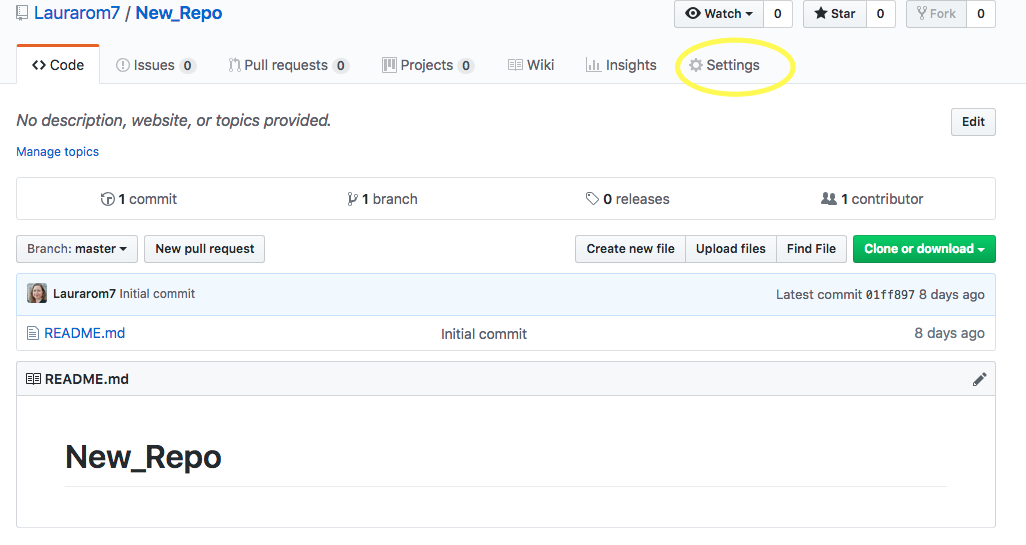 Laurarom7 / New_Repo Watch 0 Star 0 Fork 0
Code Issues 0 Pull requests 0 Projects 0 Wiki Insights Settings
No description, website, or topics provided. Edit
Manage topics
1 commit 1 branch 0 releases 1 contributor
Branch: master New pull request Create new file Upload files Find File Clone or download
Laurarom7 Initial commit Latest commit 01ff897 8 days ago
README.md Initial commit 8 days ago
README.md
New_Repo